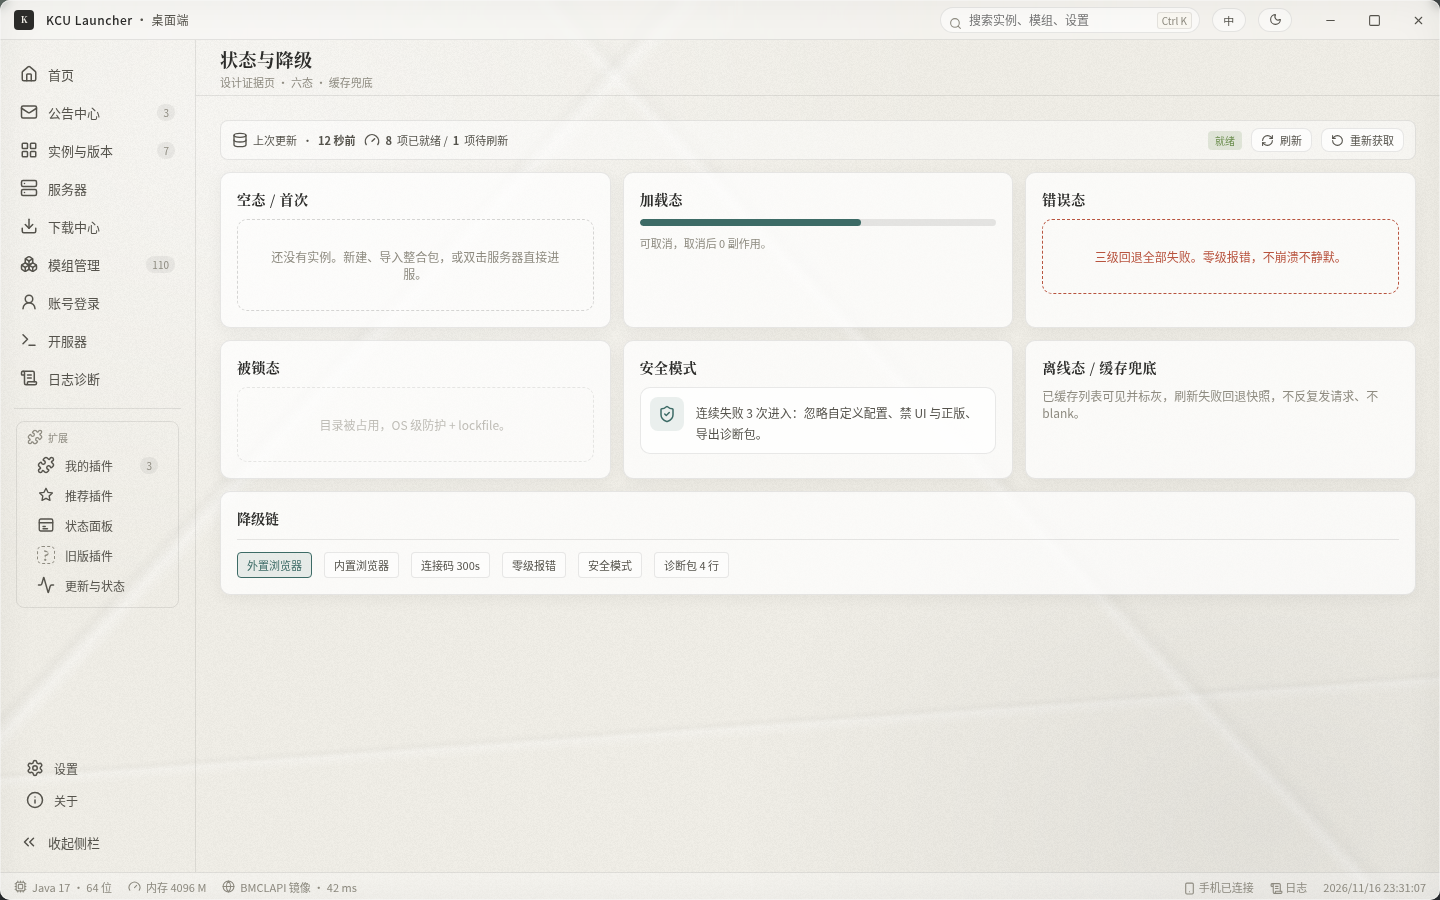 K
KCU Launcher • 桌面端
搜索实例、模组、设置
Ctrl K
中
首页
公告中心
3
实例与版本
7
服务器
下载中心
模组管理
110
账号登录
开服器
日志诊断
扩展
我的插件
3
推荐插件
状态面板
?
旧版插件
更新与状态
设置
关于
收起侧栏
状态与降级
设计证据页 • 六态 • 缓存兜底
上次更新 • 12 秒前
8 项已就绪 / 1 项待刷新
就绪
刷新
重新获取
空态 / 首次
还没有实例。新建、导入整合包，或双击服务器直接进
服。
加载态
可取消，取消后 0 副作用。
错误态
三级回退全部失败。零级报错，不崩溃不静默。
被锁态
目录被占用，OS 级防护 + lockfile。
安全模式
连续失败 3 次进入：忽略自定义配置、禁 UI 与正版、
导出诊断包。
离线态 / 缓存兜底
已缓存列表可见并标灰，刷新失败回退快照，不反复发请求、不
blank。
降级链
外置浏览器
内置浏览器
连接码 300s
零级报错
安全模式
诊断包 4 行
Java 17 • 64 位
内存 4096 M
BMCLAPI 镜像 • 42 ms
手机已连接
日志
2026/11/16 23:31:07